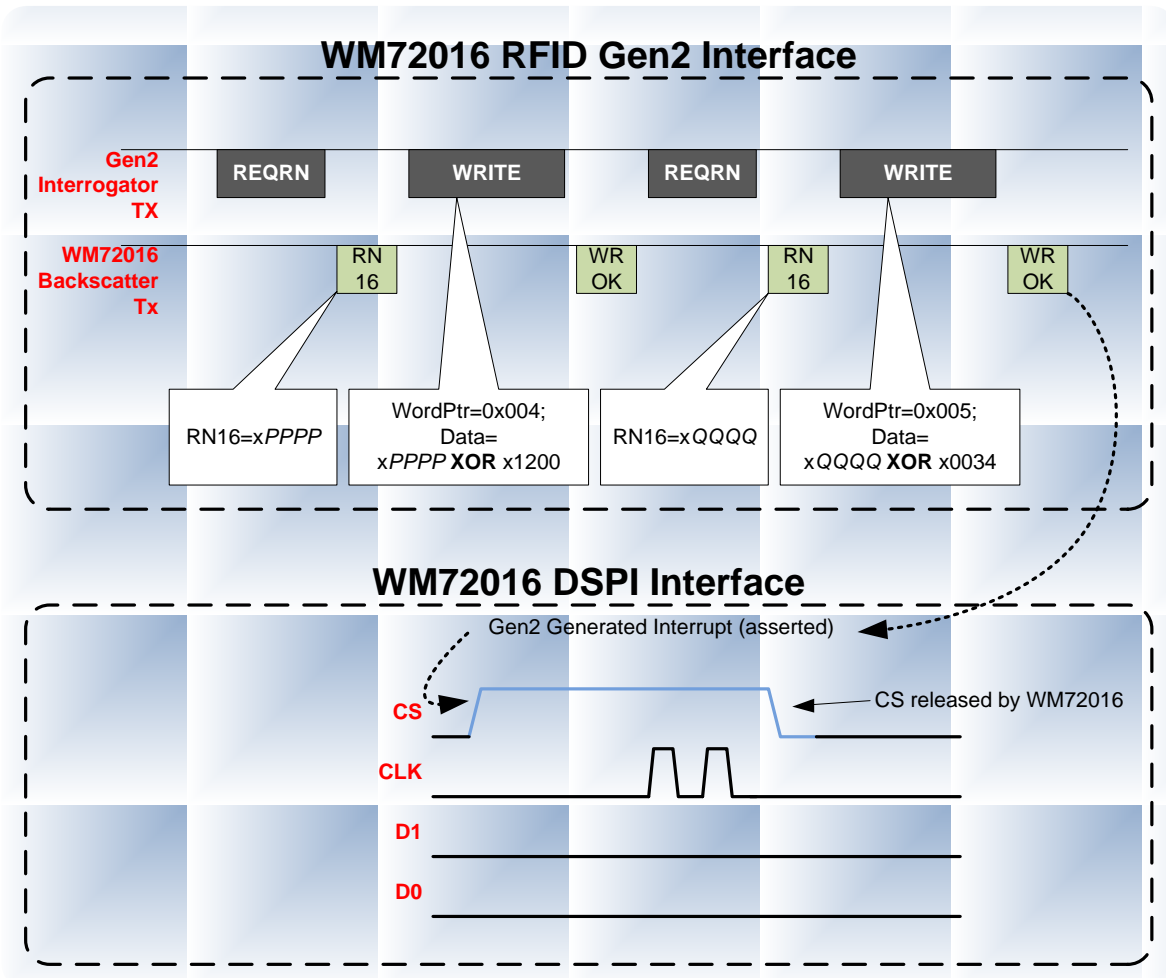 WM72016 RFID Gen2 Interface
Gen2
Interrogator
TX
REQRN
WRITE
REQRN
WRITE
WM72016
Backscatter
Tx
RN
16
WR
OK
RN
16
WR
OK
RN16=xPPPP
WordPtr=0x004;
Data=
xPPPP XOR x1200
RN16=xQQQQ
WordPtr=0x005;
Data=
xQQQQ XOR x0034
WM72016 DSPI Interface
Gen2 Generated Interrupt (asserted)
CS
CS released by WM72016
CLK
D1
D0